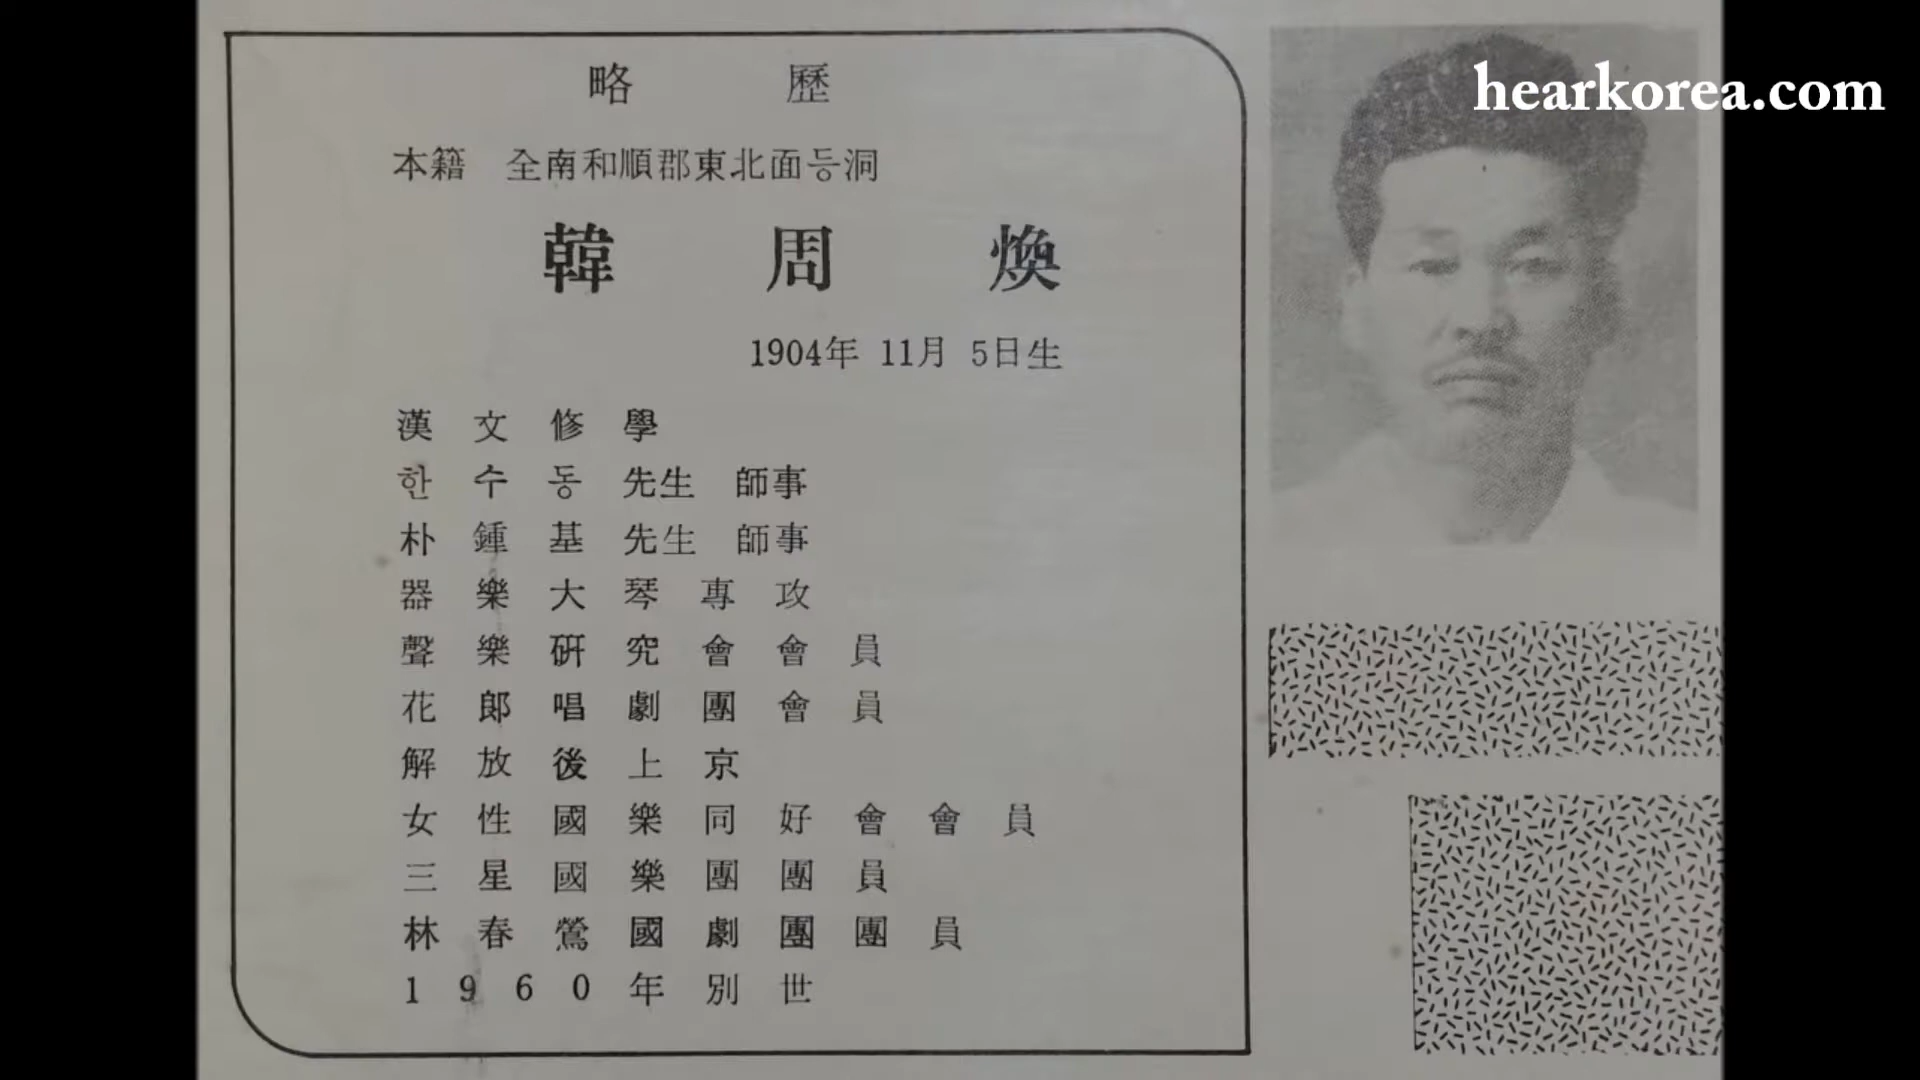 略 歷
本籍 全南和順郡東北面등洞
韓 周 煥
1904年 11月 5日生
漢文修學
한수동先生 師事
朴鍾基先生 師事
器樂大琴專攻
聲樂硏究會會員
花郞唱劇團會員
解放後上京
女性國樂同好會會員
三星國樂團團員
林春鶯國劇團團員
1960年別世
hearkorea.com